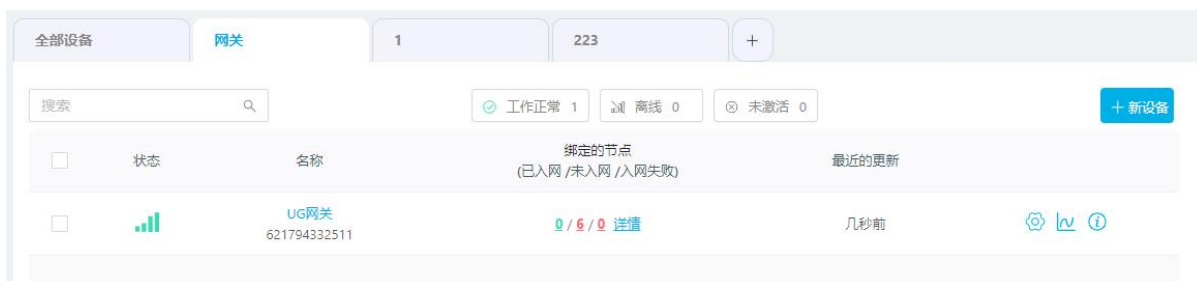 全部设备 网关 1 223 +
搜索 工作正常 1 离线 0 未激活 0 +新设备
状态 名称 绑定的节点 最近的更新
(已入网 /未入网 /入网失败)
UG网关 0 / 6 / 0 详情 几秒前
621794332511